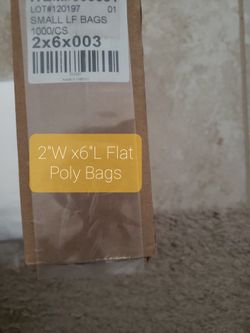 LOT#120197 01
SMALL LF BAGS
1000/CS
2x6x003
2"W x6"L Flat
Poly Bags